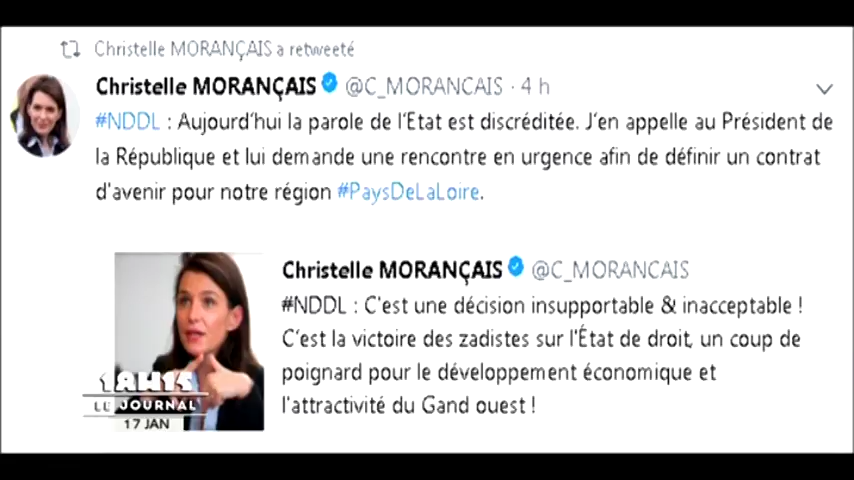 Christelle MORANÇAIS a retweeté
Christelle MORANÇAIS @C_MORANCAIS · 4 h
#NDDL : Aujourd'hui la parole de l'Etat est discréditée. J'en appelle au Président de
la République et lui demande une rencontre en urgence afin de définir un contrat
d'avenir pour notre région #PaysDeLaLoire.
Christelle MORANÇAIS @C_MORANCAIS
#NDDL : C'est une décision insupportable & inacceptable !
C'est la victoire des zadistes sur l'État de droit, un coup de
poignard pour le développement économique et
l'attractivité du Gand ouest !
18H15
LE JOURNAL
17 JAN